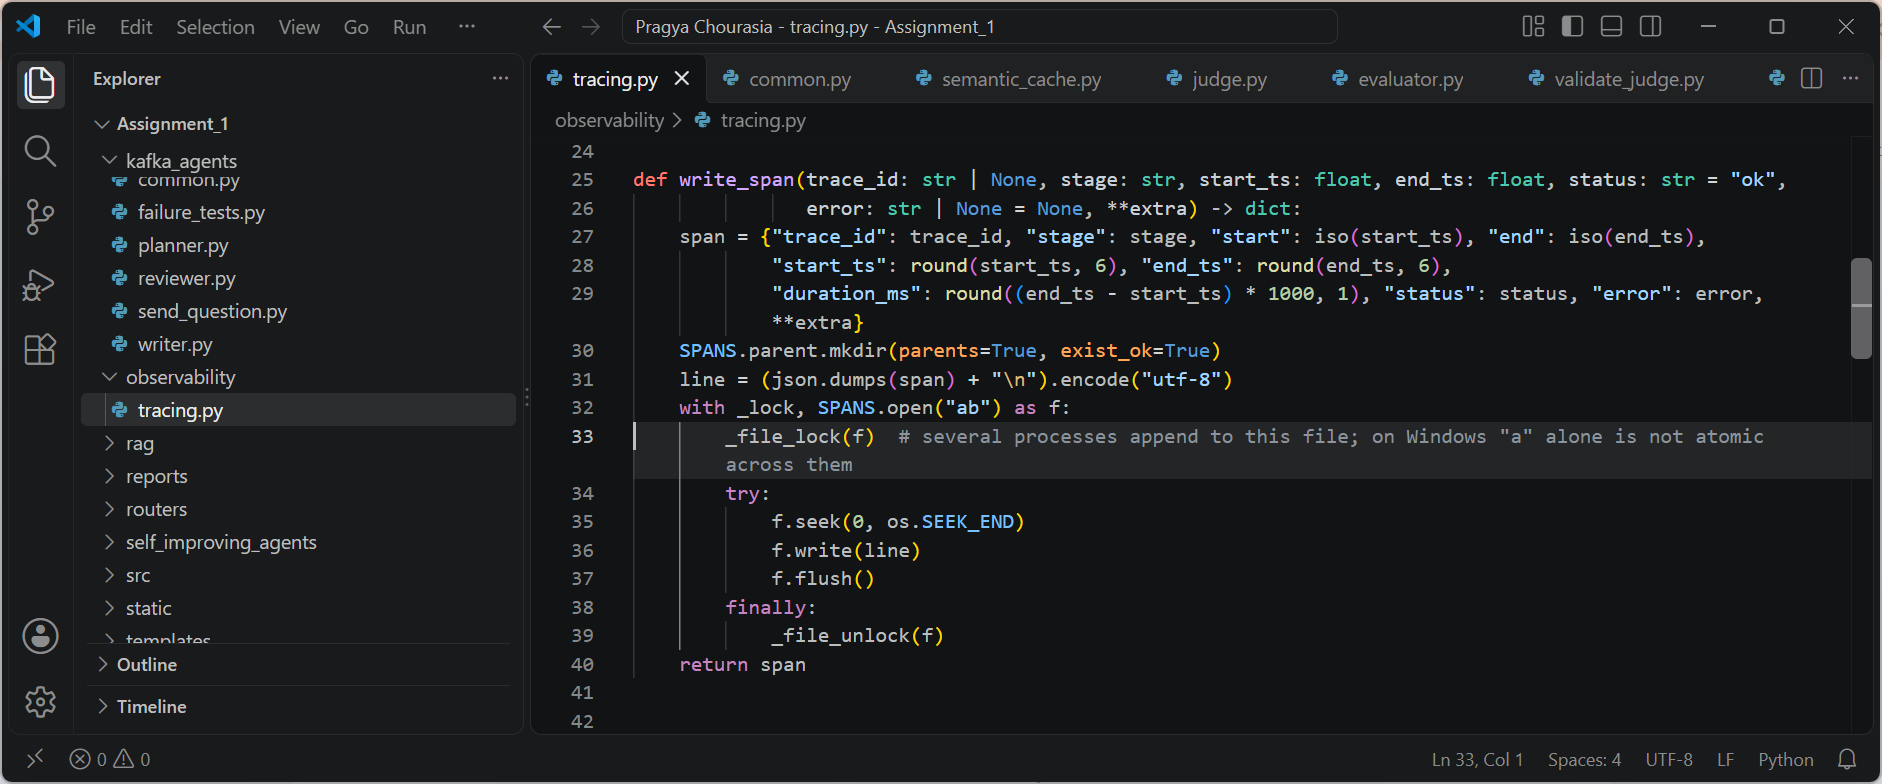 File Edit Selection View Go Run ··· Pragya Chourasia - tracing.py - Assignment_1
Explorer ···
Assignment_1
kafka_agents
common.py
failure_tests.py
planner.py
reviewer.py
send_question.py
writer.py
observability
tracing.py
rag
reports
routers
self_improving_agents
src
static
templates
Outline
Timeline
tracing.py common.py semantic_cache.py judge.py evaluator.py validate_judge.py ···
observability > tracing.py
24
25 def write_span(trace_id: str | None, stage: str, start_ts: float, end_ts: float, status: str = "ok",
26 error: str | None = None, **extra) -> dict:
27 span = {"trace_id": trace_id, "stage": stage, "start": iso(start_ts), "end": iso(end_ts),
28 "start_ts": round(start_ts, 6), "end_ts": round(end_ts, 6),
29 "duration_ms": round((end_ts - start_ts) * 1000, 1), "status": status, "error": error,
**extra}
30 SPANS.parent.mkdir(parents=True, exist_ok=True)
31 line = (json.dumps(span) + "\n").encode("utf-8")
32 with _lock, SPANS.open("ab") as f:
33 _file_lock(f) # several processes append to this file; on Windows "a" alone is not atomic
across them
34 try:
35 f.seek(0, os.SEEK_END)
36 f.write(line)
37 f.flush()
38 finally:
39 _file_unlock(f)
40 return span
41
42
0 0 Ln 33, Col 1 Spaces: 4 UTF-8 LF Python